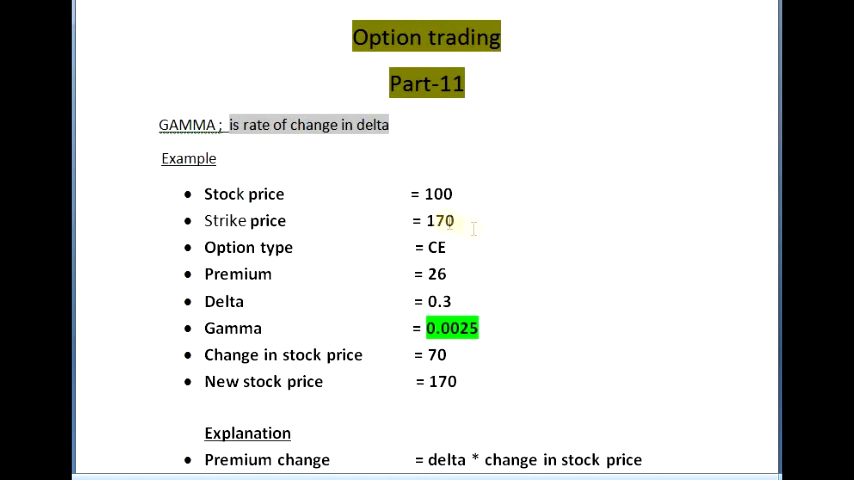 Option trading
Part-11
GAMMA ; is rate of change in delta
Example
• Stock price = 100
• Strike price = 170
• Option type = CE
• Premium = 26
• Delta = 0.3
• Gamma = 0.0025
• Change in stock price = 70
• New stock price = 170
Explanation
• Premium change = delta * change in stock price